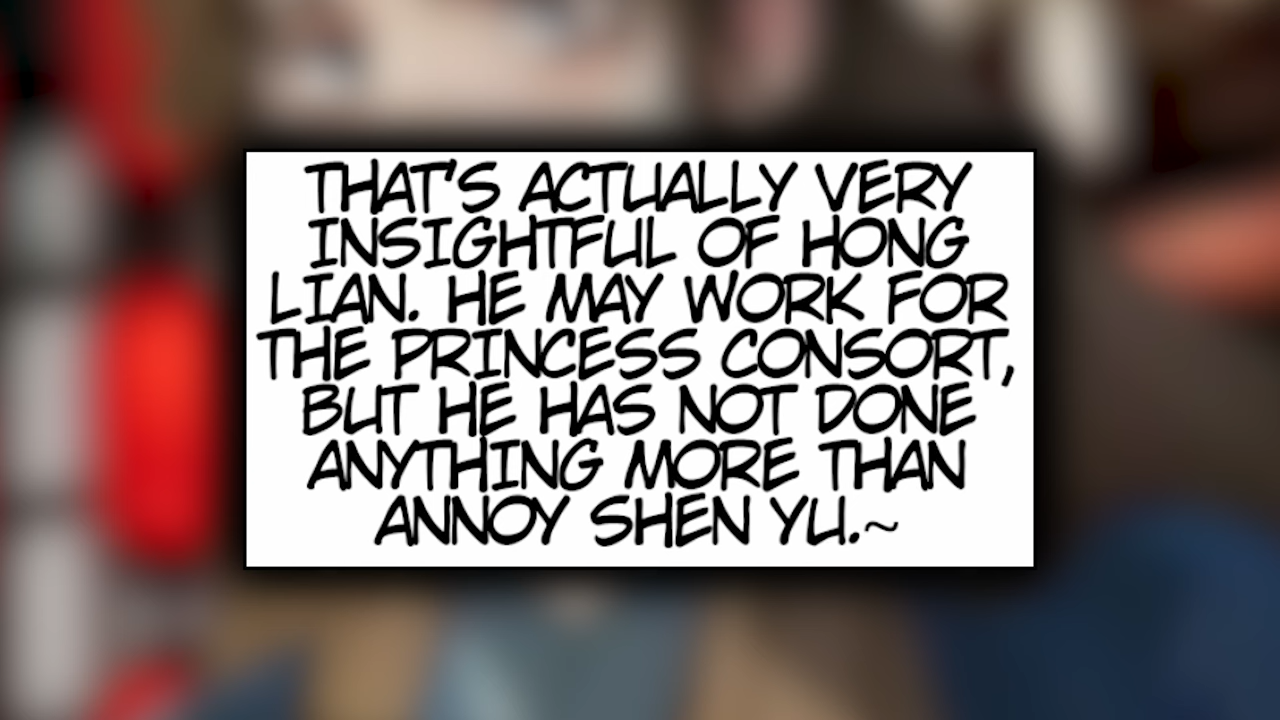 THAT'S ACTUALLY VERY
INSIGHTFUL OF HONG
LIAN. HE MAY WORK FOR
THE PRINCESS CONSORT,
BUT HE HAS NOT DONE
ANYTHING MORE THAN
ANNOY SHEN YU.~